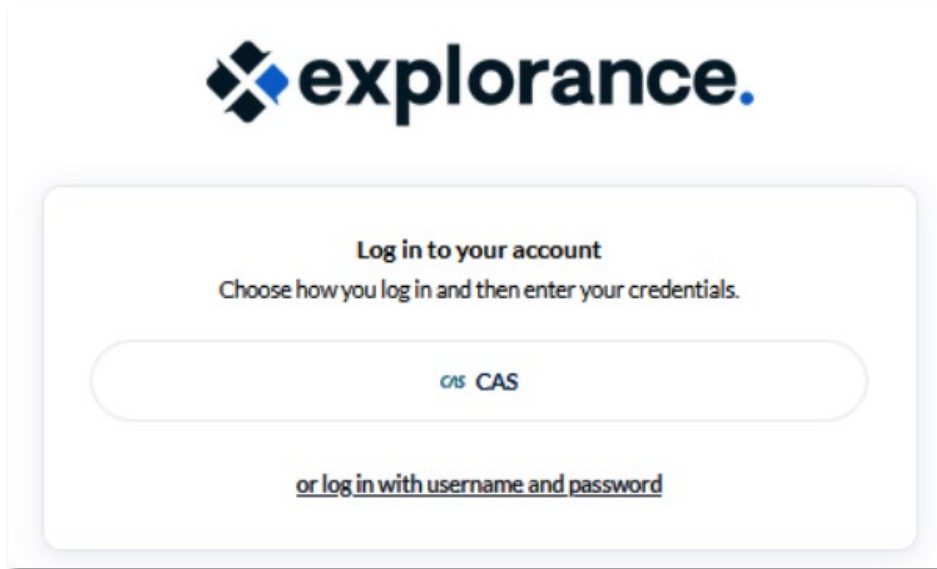 explorance.
Log in to your account
Choose how you log in and then enter your credentials.
CAS CAS
or log in with username and password